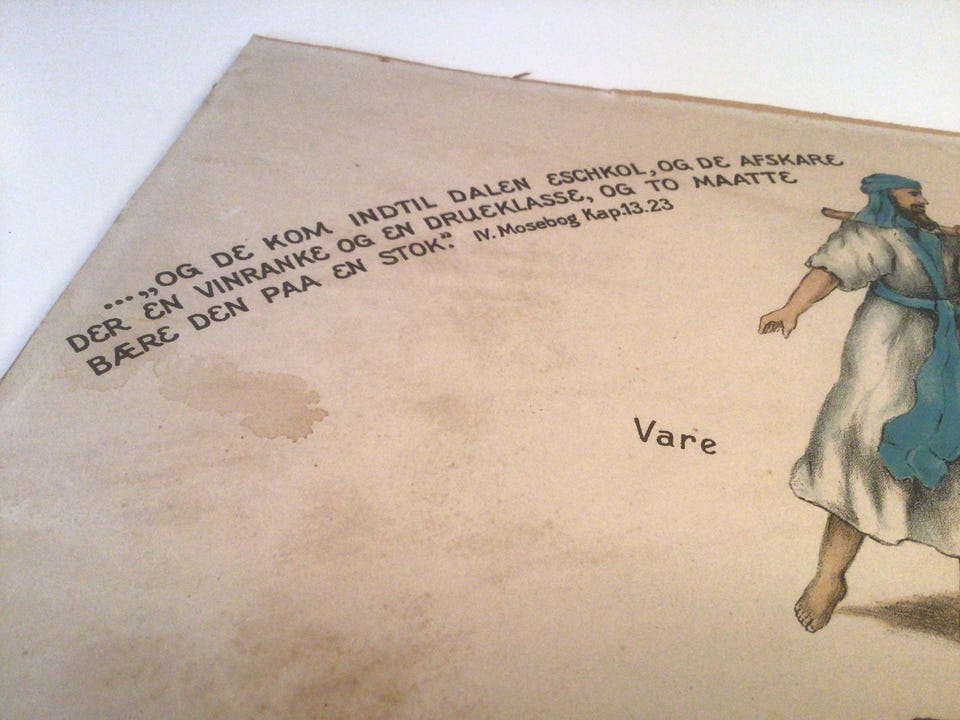 ...„OG DE KOM INDTIL DALEN ESCHKOL, OG DE AFSKARE
DER EN VINRANKE OG EN DRUEKLASSE, OG TO MAATTE
BÆRE DEN PAA EN STOK.” IV. Mosebog Kap.13.23
Vare